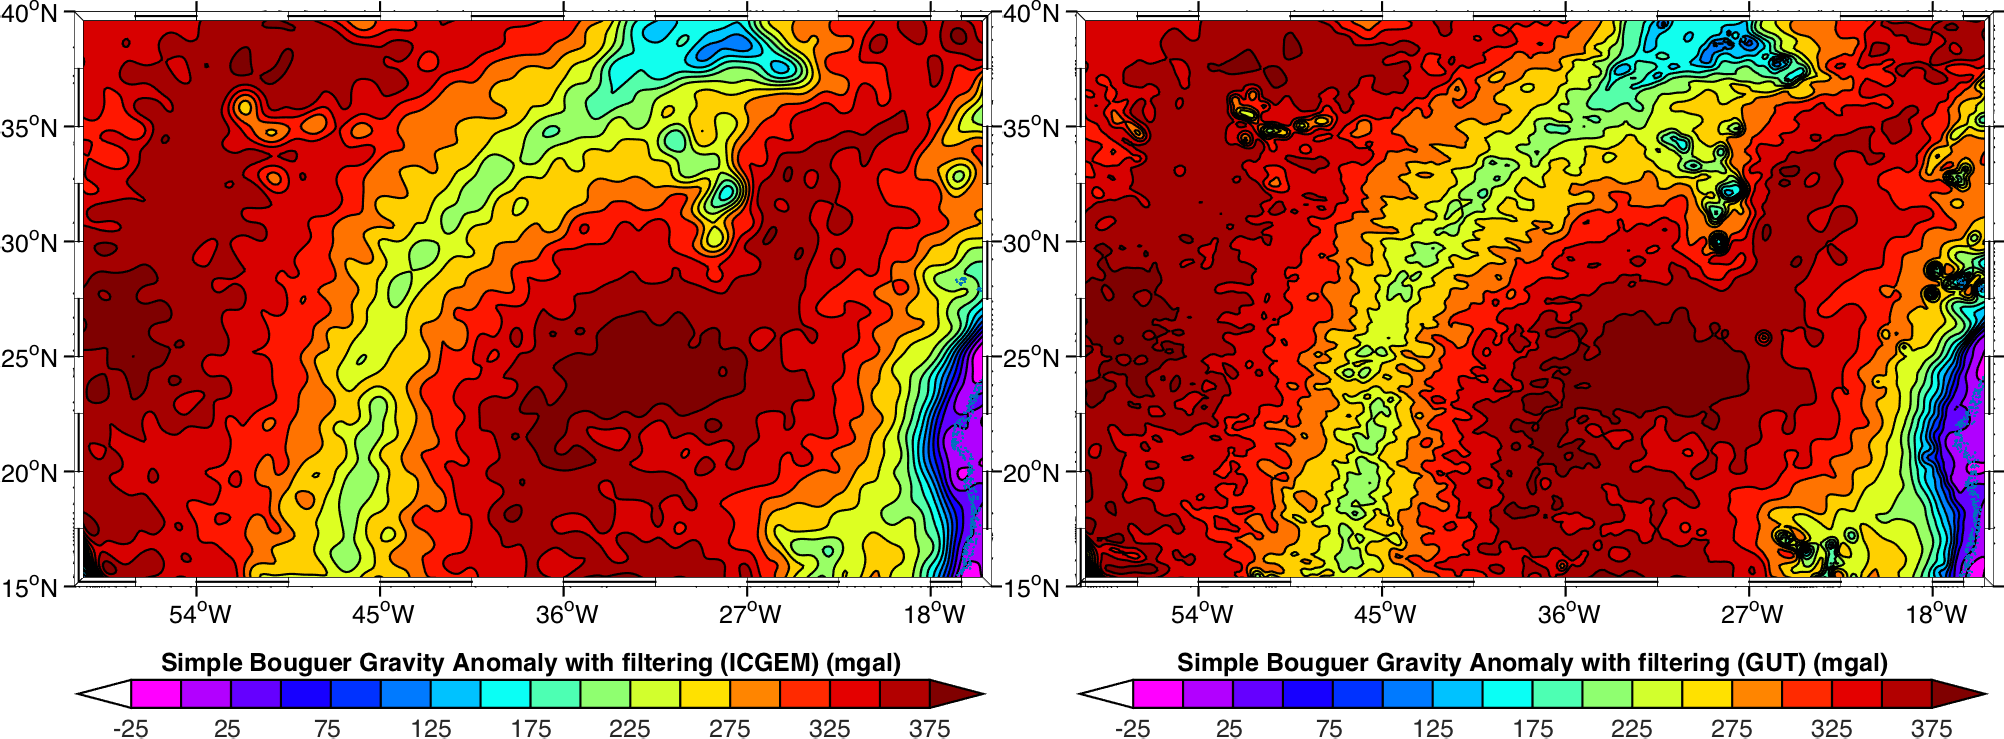 40°N 40°N
35°N 35°N
30°N 30°N
25°N 25°N
20°N 20°N
15°N 15°N
54°W 45°W 36°W 27°W 18°W 54°W 45°W 36°W 27°W 18°W
Simple Bouguer Gravity Anomaly with filtering (ICGEM) (mgal) Simple Bouguer Gravity Anomaly with filtering (GUT) (mgal)
-25 25 75 125 175 225 275 325 375 -25 25 75 125 175 225 275 325 375